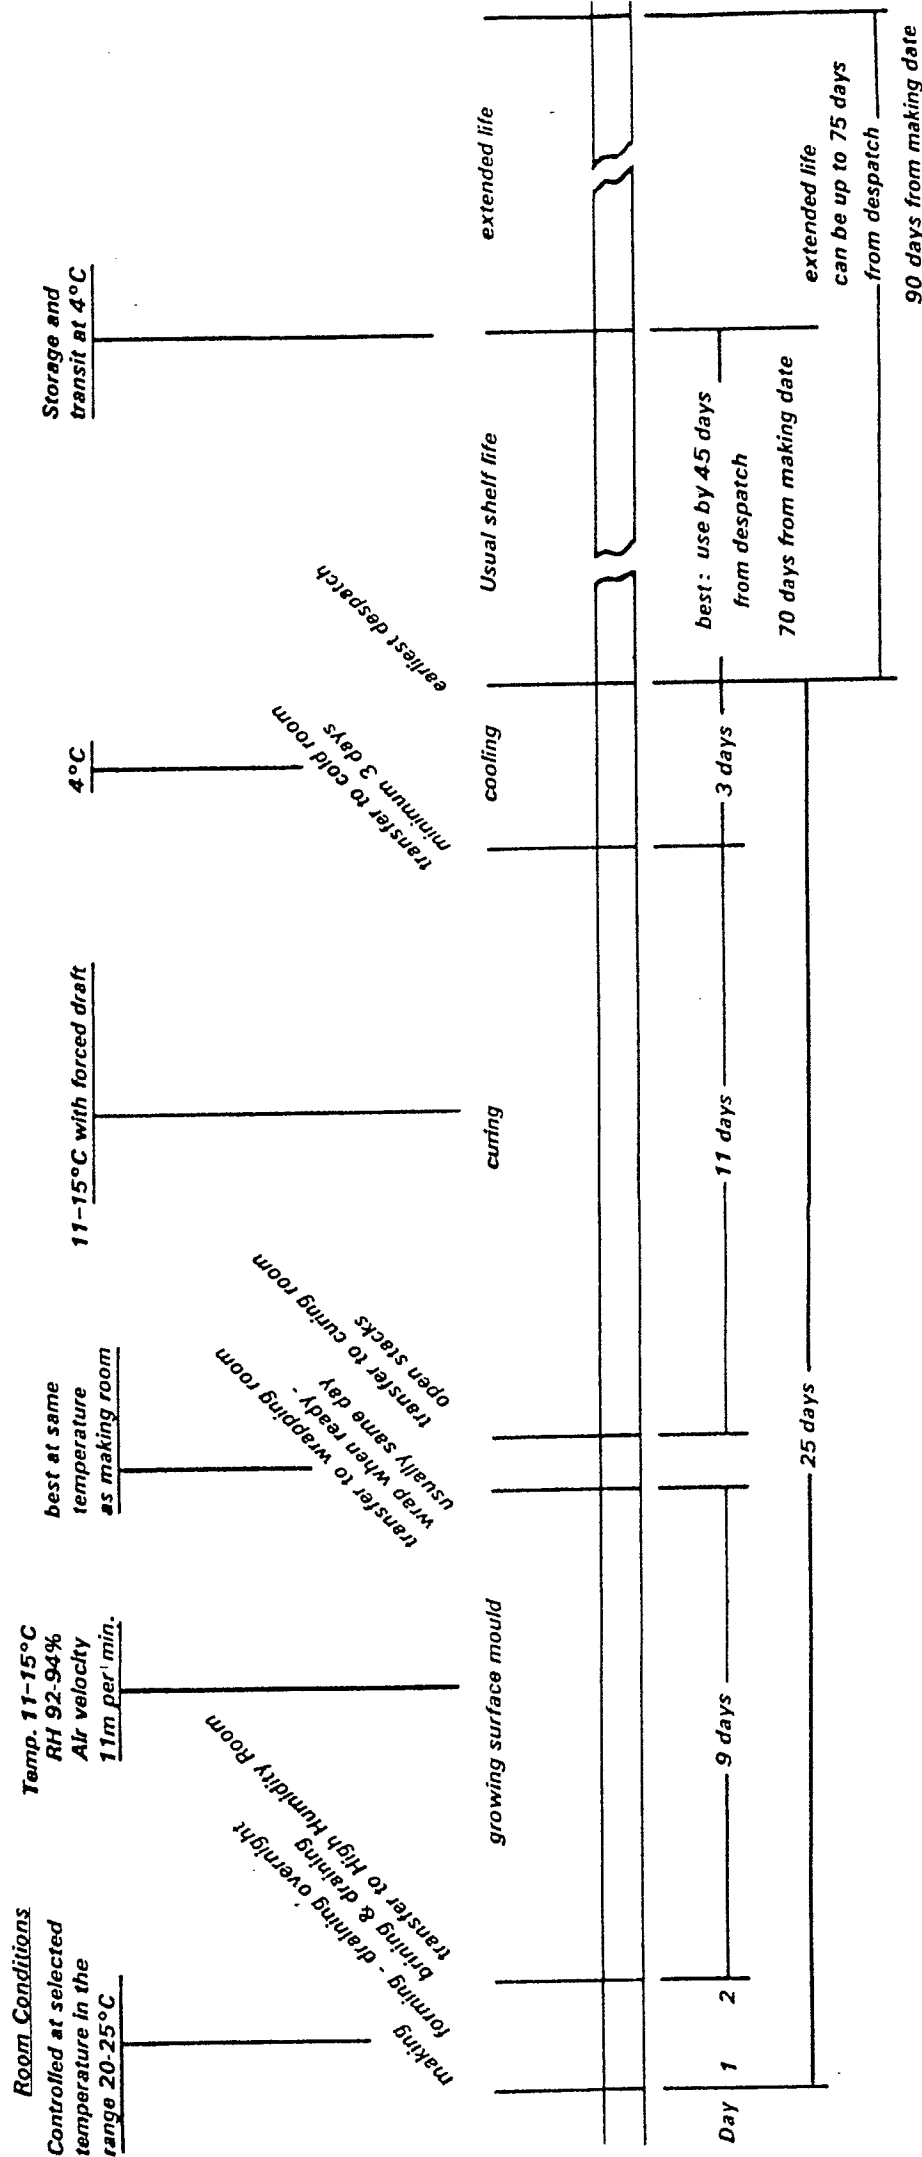 Room Conditions
Controlled at selected
temperature in the
range 20-25°C
Temp. 11-15°C
RH 92-94%
Air velocity
11m per min.
best at same
temperature
as making room
11-15°C with forced draft
4°C
Storage and
transit at 4°C
making
forming - draining overnight
brining & draining
transfer to High Humidity Room
transfer to wrapping room
wrap when ready -
usually same day
transfer to curing room
open stacks
transfer to cold room
minimum 3 days
earliest despatch
growing surface mould
curing
cooling
Usual shelf life
extended life
Day 1 2
9 days
11 days
3 days
best: use by 45 days
from despatch
70 days from making date
25 days
extended life
can be up to 75 days
from despatch
90 days from making date